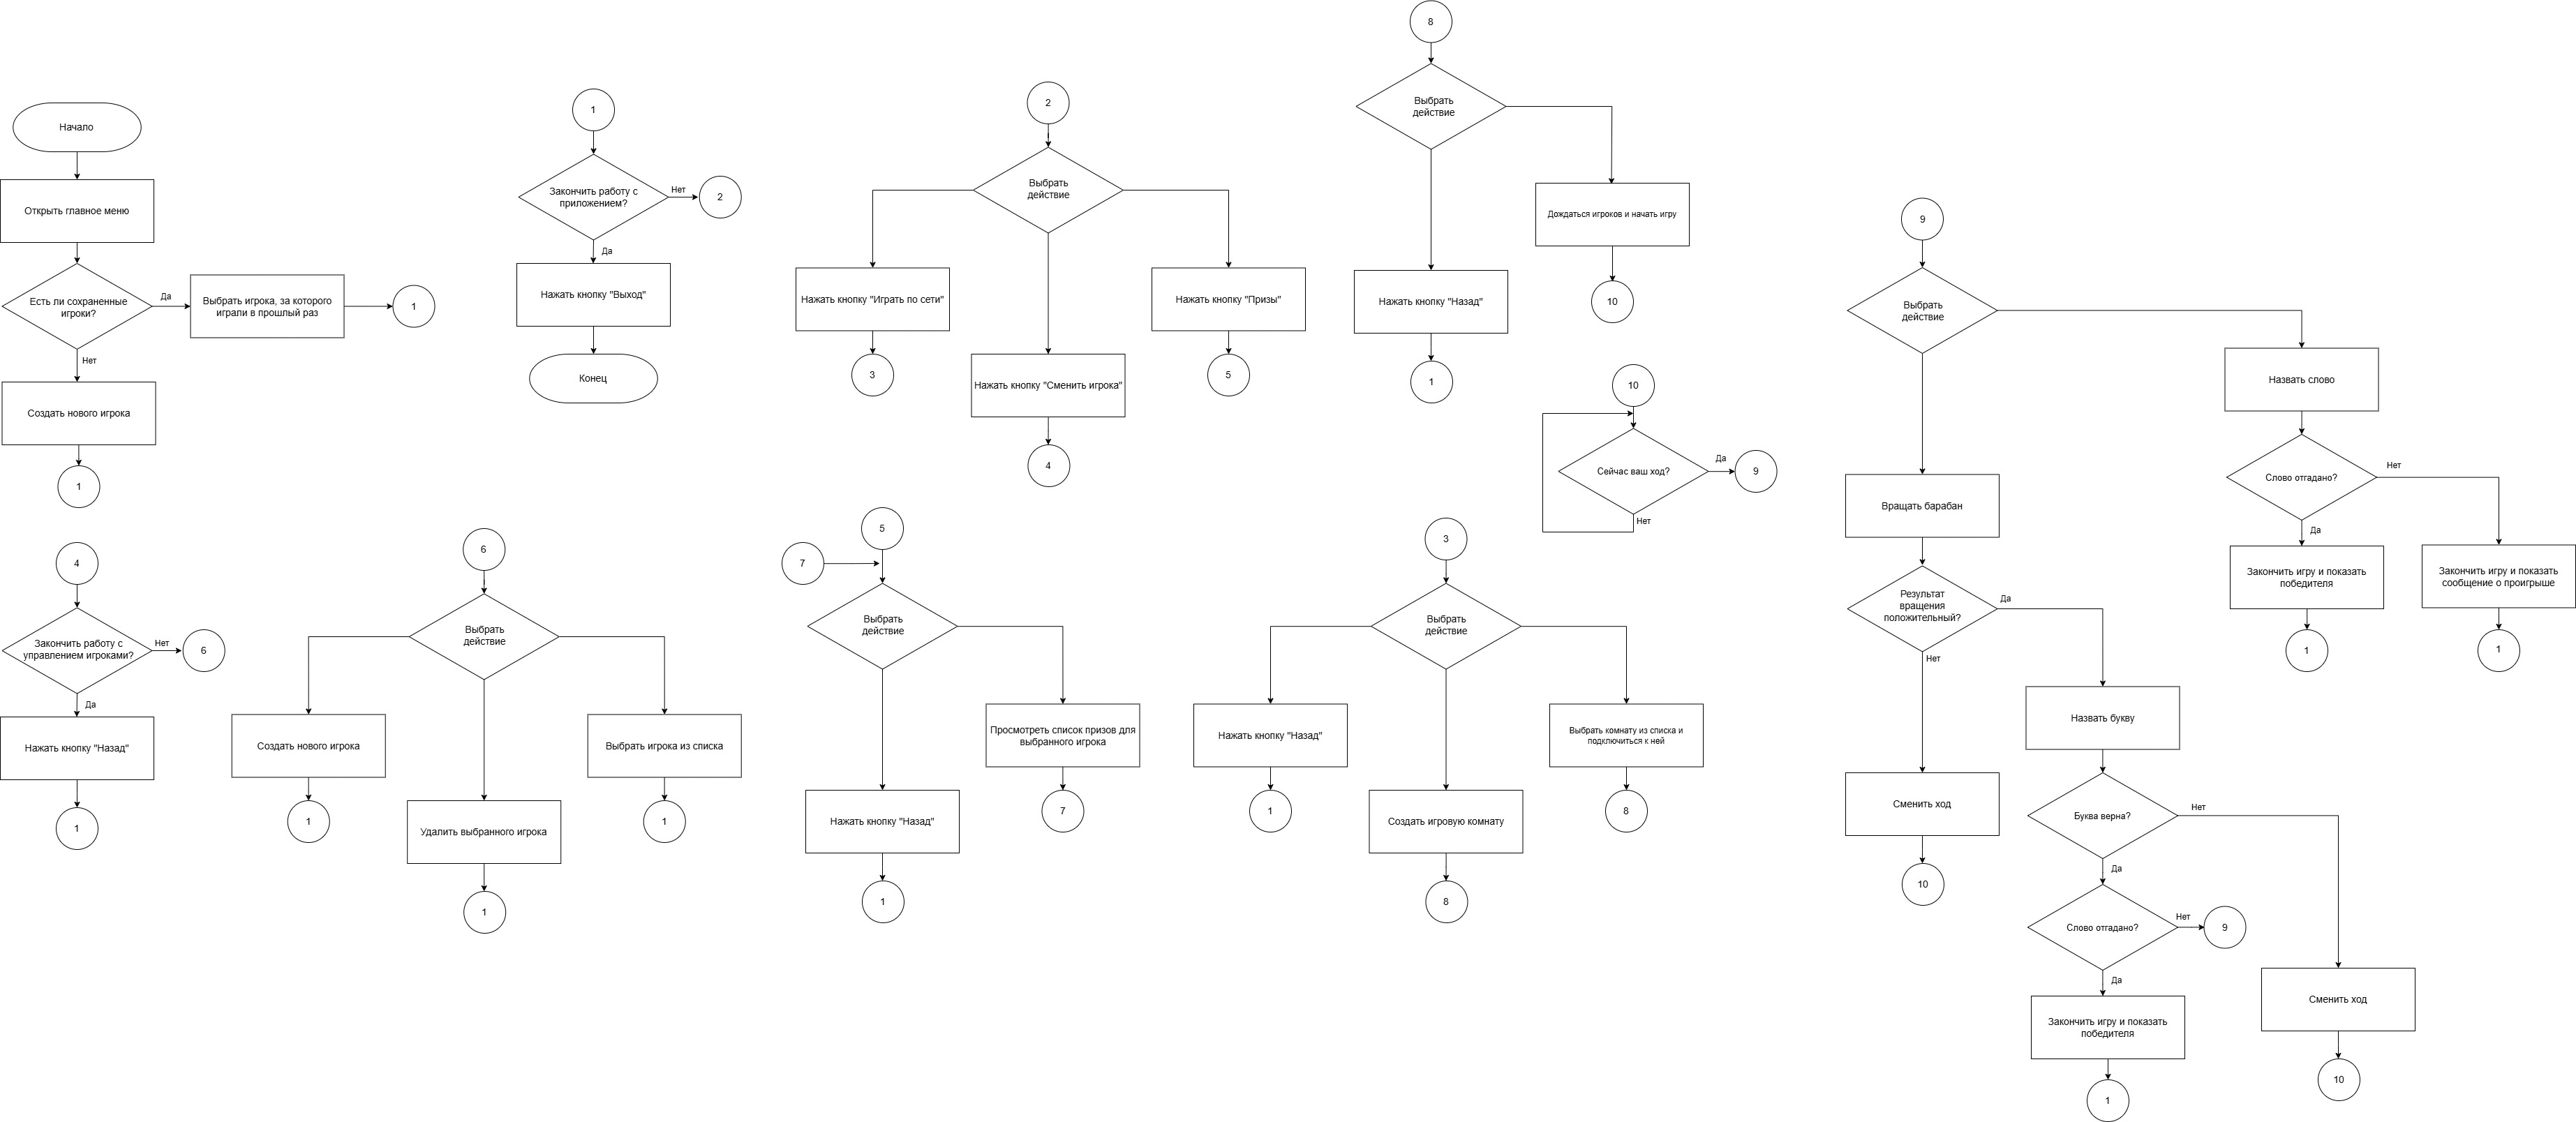 Начало
Открыть главное меню
Есть ли сохраненные
игроки?
Да
Выбрать игрока, за которого
играли в прошлый раз
1
Нет
Создать нового игрока
1
1
Закончить работу с
приложением?
Нет
2
Да
Нажать кнопку "Выход"
Конец
2
Выбрать
действие
Нажать кнопку "Играть по сети"
3
Нажать кнопку "Сменить игрока"
4
Нажать кнопку "Призы"
5
8
Выбрать
действие
Нажать кнопку "Назад"
1
Дождаться игроков и начать игру
10
10
Сейчас ваш ход?
Да
9
Нет
4
Закончить работу с
управлением игроками?
Нет
6
Да
Нажать кнопку "Назад"
1
6
Выбрать
действие
Создать нового игрока
1
Удалить выбранного игрока
1
Выбрать игрока из списка
1
5
7
Выбрать
действие
Нажать кнопку "Назад"
1
Просмотреть список призов для
выбранного игрока
7
3
Выбрать
действие
Нажать кнопку "Назад"
1
Создать игровую комнату
8
Выбрать комнату из списка и
подключиться к ней
8
9
Выбрать
действие
Вращать барабан
Результат
вращения
положительный?
Да
Нет
Сменить ход
10
Назвать букву
Буква верна?
Нет
Да
Слово отгадано?
Нет
9
Да
Закончить игру и показать
победителя
1
Сменить ход
10
Назвать слово
Слово отгадано?
Нет
Да
Закончить игру и показать
победителя
1
Закончить игру и показать
сообщение о проигрыше
1